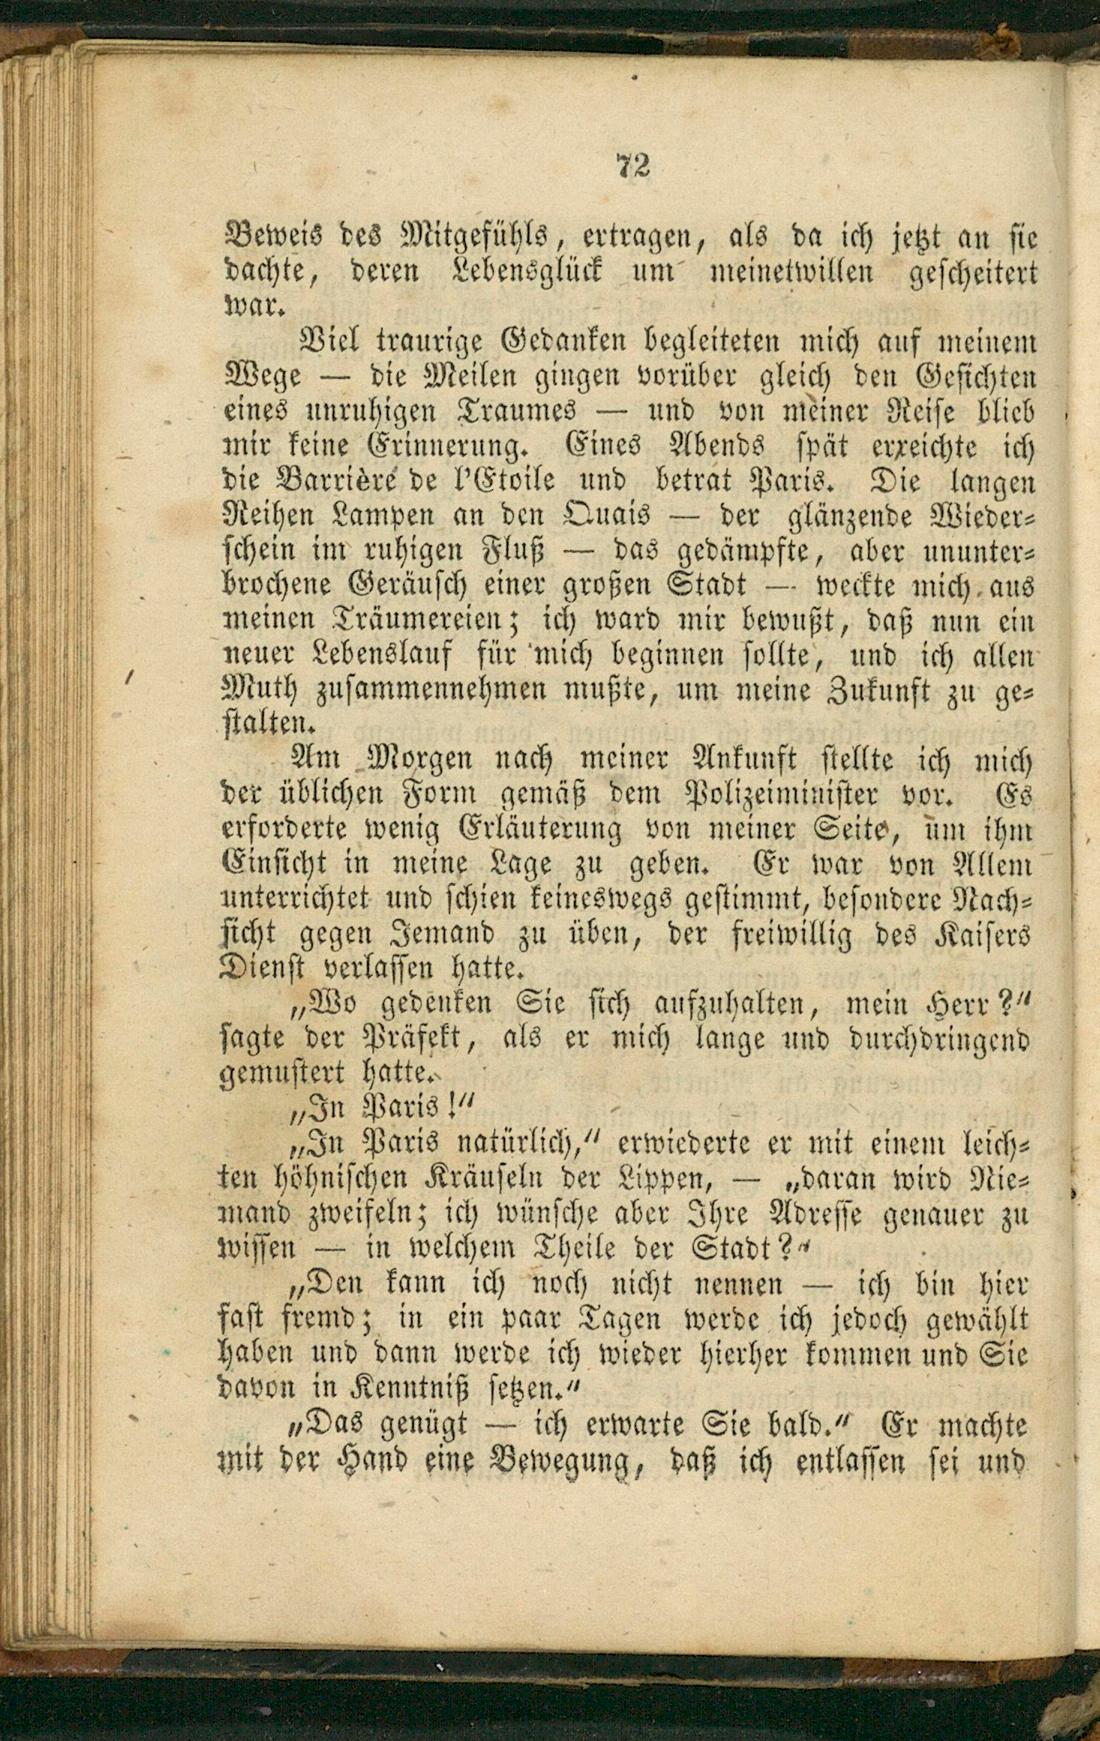 72
Beweis des Mitgefühls, ertragen, als da ich jetzt an sie
dachte, deren Lebensglück um meinetwillen gescheitert
war.
Viel traurige Gedanken begleiteten mich auf meinem
Wege — die Meilen gingen vorüber gleich den Gesichten
eines unruhigen Traumes — und von meiner Reise blieb
mir keine Erinnerung. Eines Abends spät erreichte ich
die Barrière de l'Etoile und betrat Paris. Die langen
Reihen Lampen an den Quais — der glänzende Wieder-
schein im ruhigen Fluß — das gedämpfte, aber ununter-
brochene Geräusch einer großen Stadt — weckte mich aus
meinen Träumereien; ich ward mir bewußt, daß nun ein
neuer Lebenslauf für mich beginnen sollte, und ich allen
Muth zusammennehmen mußte, um meine Zukunft zu ge-
stalten.
Am Morgen nach meiner Ankunft stellte ich mich
der üblichen Form gemäß dem Polizeiminister vor. Es
erforderte wenig Erläuterung von meiner Seite, um ihm
Einsicht in meine Lage zu geben. Er war von Allem
unterrichtet und schien keineswegs gestimmt, besondere Nach-
sicht gegen Jemand zu üben, der freiwillig des Kaisers
Dienst verlassen hatte.
„Wo gedenken Sie sich aufzuhalten, mein Herr?“
sagte der Präfekt, als er mich lange und durchdringend
gemustert hatte.
„In Paris!“
„In Paris natürlich,“ erwiederte er mit einem leich-
ten höhnischen Kräuseln der Lippen, — „daran wird Nie-
mand zweifeln; ich wünsche aber Ihre Adresse genauer zu
wissen — in welchem Theile der Stadt?“
„Den kann ich noch nicht nennen — ich bin hier
fast fremd; in ein paar Tagen werde ich jedoch gewählt
haben und dann werde ich wieder hierher kommen und Sie
davon in Kenntniß setzen.“
„Das genügt — ich erwarte Sie bald.“ Er machte
mit der Hand eine Bewegung, daß ich entlassen sei und